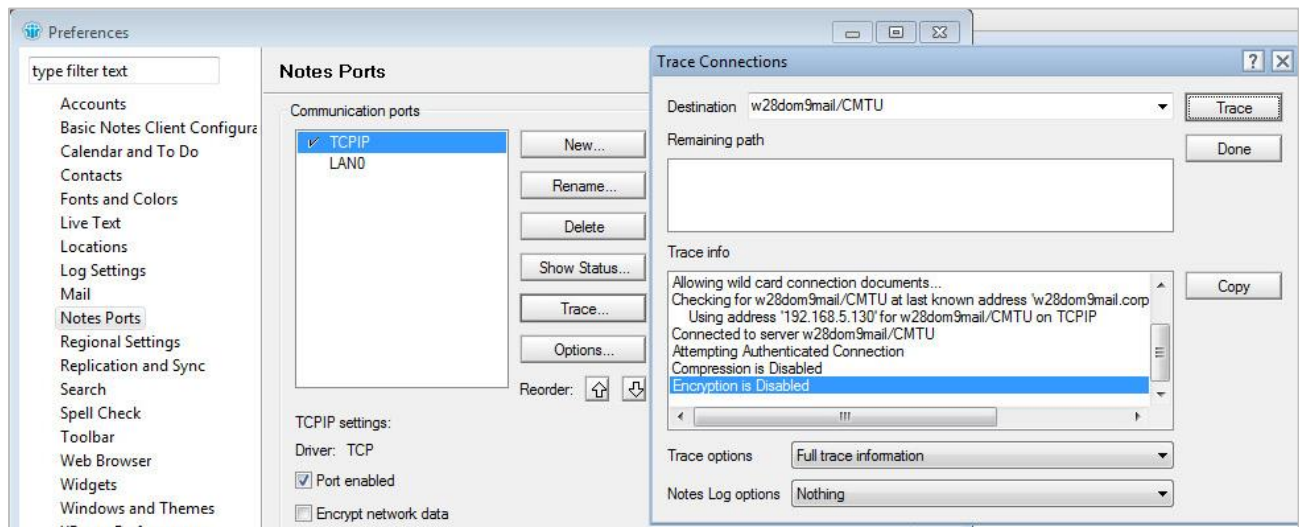 Preferences
type filter text
Accounts
Basic Notes Client Configura
Calendar and To Do
Contacts
Fonts and Colors
Live Text
Locations
Log Settings
Mail
Notes Ports
Regional Settings
Replication and Sync
Search
Spell Check
Toolbar
Web Browser
Widgets
Windows and Themes
Notes Ports
Communication ports
TCPIP
LAN0
New...
Rename...
Delete
Show Status...
Trace...
Options...
Reorder:
TCPIP settings:
Driver: TCP
Port enabled
Encrypt network data
Trace Connections
Destination w28dom9mail/CMTU
Trace
Remaining path
Done
Trace info
Allowing wild card connection documents...
Checking for w28dom9mail/CMTU at last known address 'w28dom9mail.corp
Using address '192.168.5.130' for w28dom9mail/CMTU on TCPIP
Connected to server w28dom9mail/CMTU
Attempting Authenticated Connection
Compression is Disabled
Encryption is Disabled
Copy
Trace options Full trace information
Notes Log options Nothing